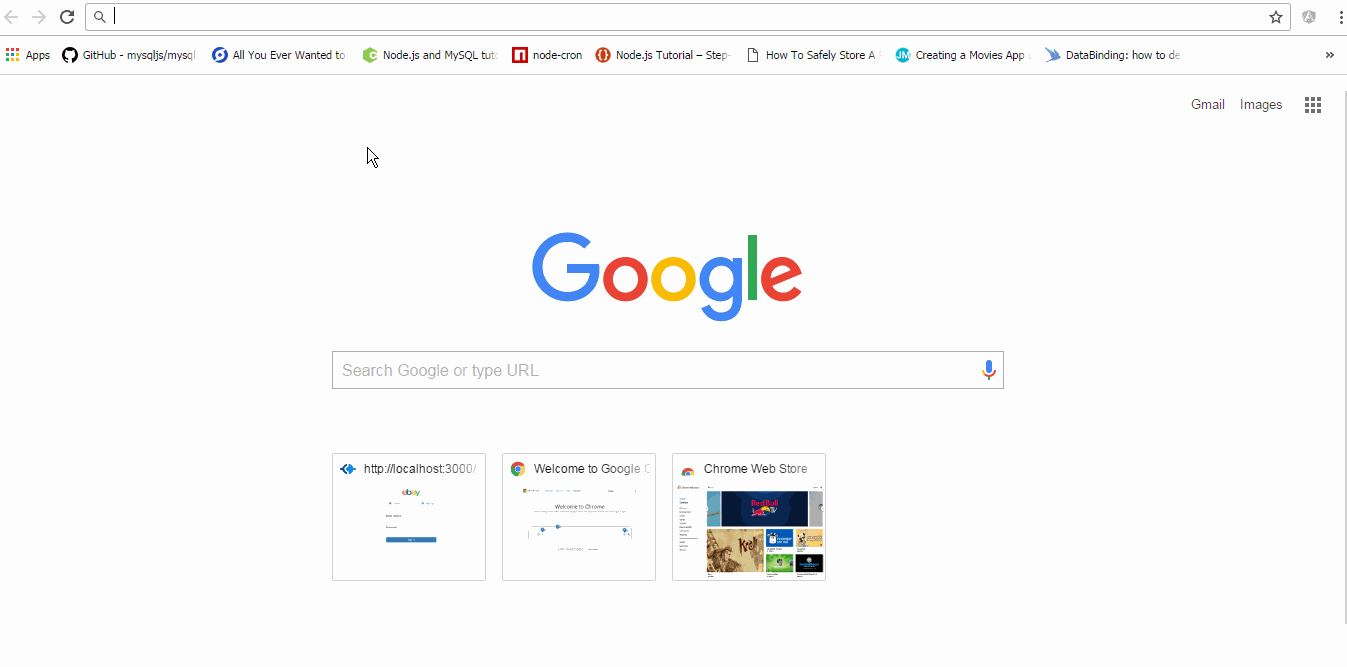 Apps GitHub - mysqljs/mysql All You Ever Wanted to Node.js and MySQL tuto node-cron Node.js Tutorial – Step- How To Safely Store A JM Creating a Movies App DataBinding: how to de »
Gmail Images
Google
Search Google or type URL
http://localhost:3000/ Welcome to Google Chrome Web Store
ebay Welcome to Chrome Red Bull TV
Krell